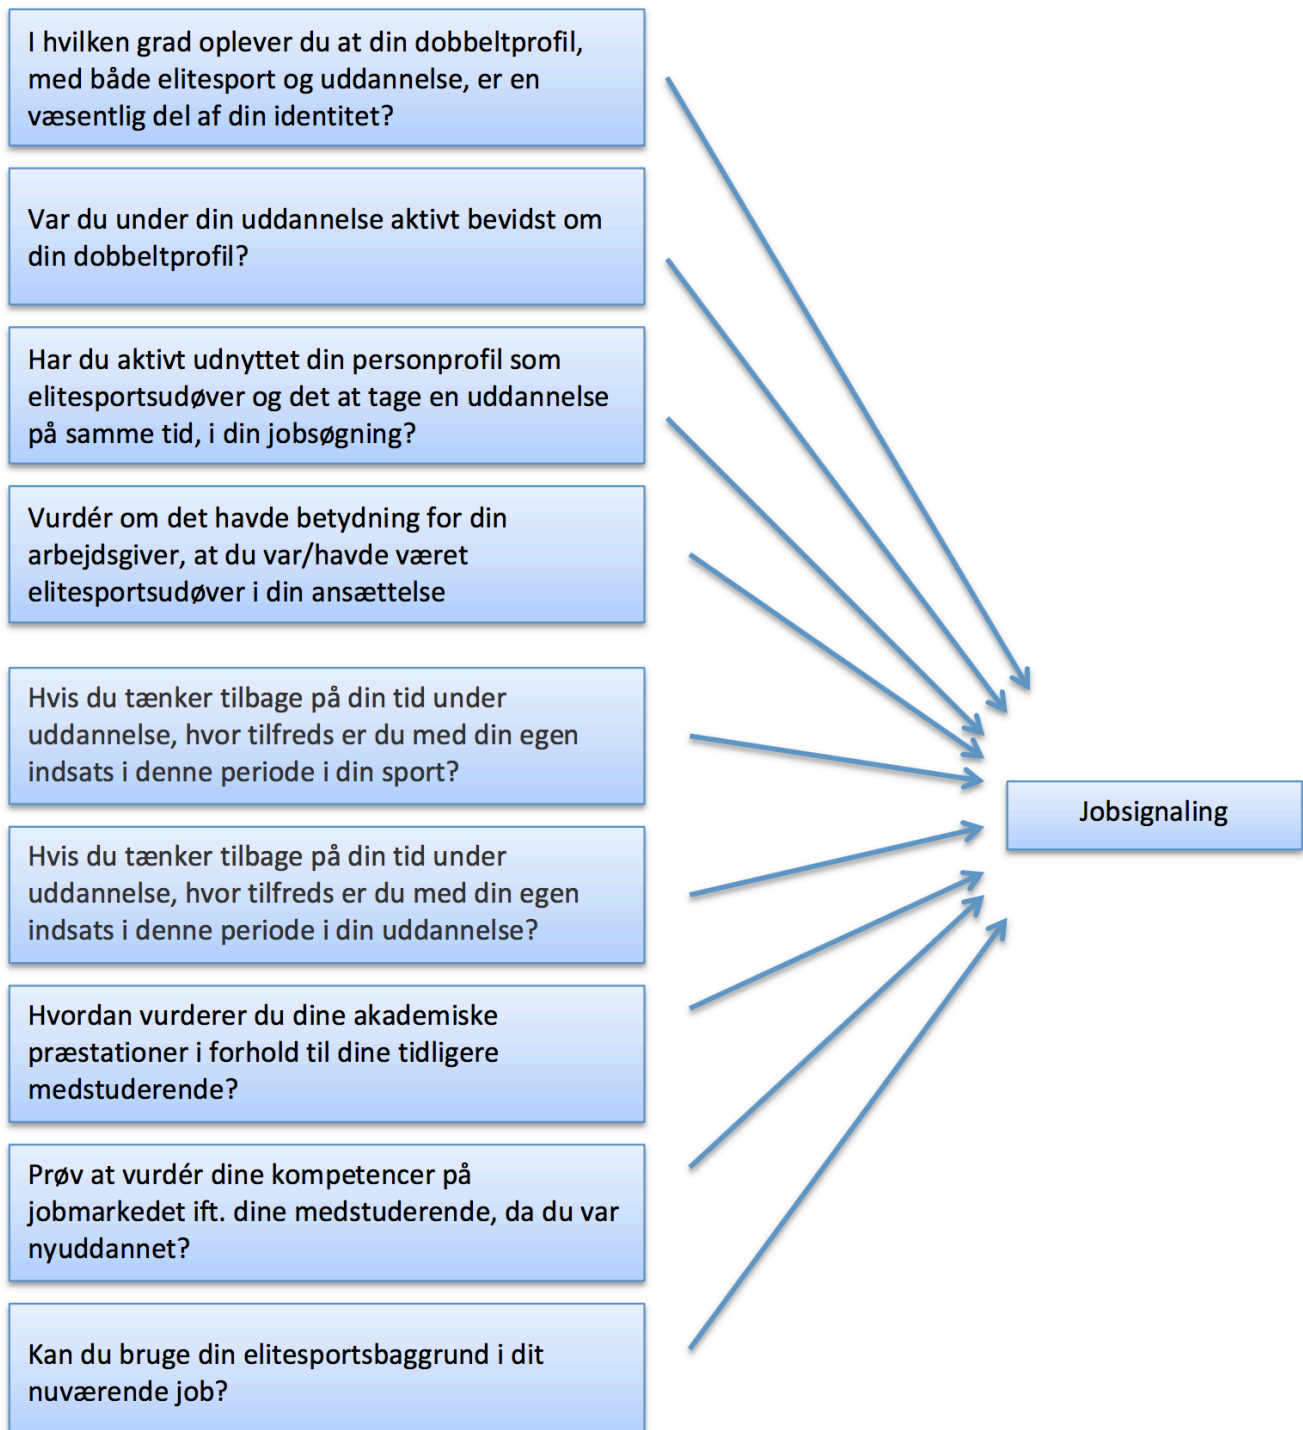 I hvilken grad oplever du at din dobbeltprofil,
med både elitesport og uddannelse, er en
væsentlig del af din identitet?
Var du under din uddannelse aktivt bevidst om
din dobbeltprofil?
Har du aktivt udnyttet din personprofil som
elitesportsudøver og det at tage en uddannelse
på samme tid, i din jobsøgning?
Vurdér om det havde betydning for din
arbejdsgiver, at du var/havde været
elitesportsudøver i din ansættelse
Hvis du tænker tilbage på din tid under
uddannelse, hvor tilfreds er du med din egen
indsats i denne periode i din sport?
Hvis du tænker tilbage på din tid under
uddannelse, hvor tilfreds er du med din egen
indsats i denne periode i din uddannelse?
Hvordan vurderer du dine akademiske
præstationer i forhold til dine tidligere
medstuderende?
Prøv at vurdér dine kompetencer på
jobmarkedet ift. dine medstuderende, da du var
nyuddannet?
Kan du bruge din elitesportsbaggrund i dit
nuværende job?
Jobsignaling